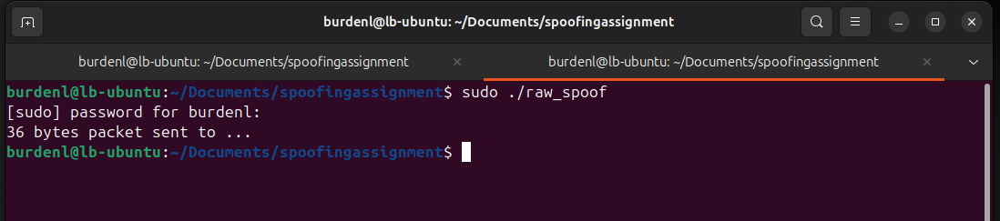 burdenl@lb-ubuntu: ~/Documents/spoofingassignment
burdenl@lb-ubuntu: ~/Documents/spoofingassignment burdenl@lb-ubuntu: ~/Documents/spoofingassignment
burdenl@lb-ubuntu:~/Documents/spoofingassignment$ sudo ./raw_spoof
[sudo] password for burdenl:
36 bytes packet sent to ...
burdenl@lb-ubuntu:~/Documents/spoofingassignment$